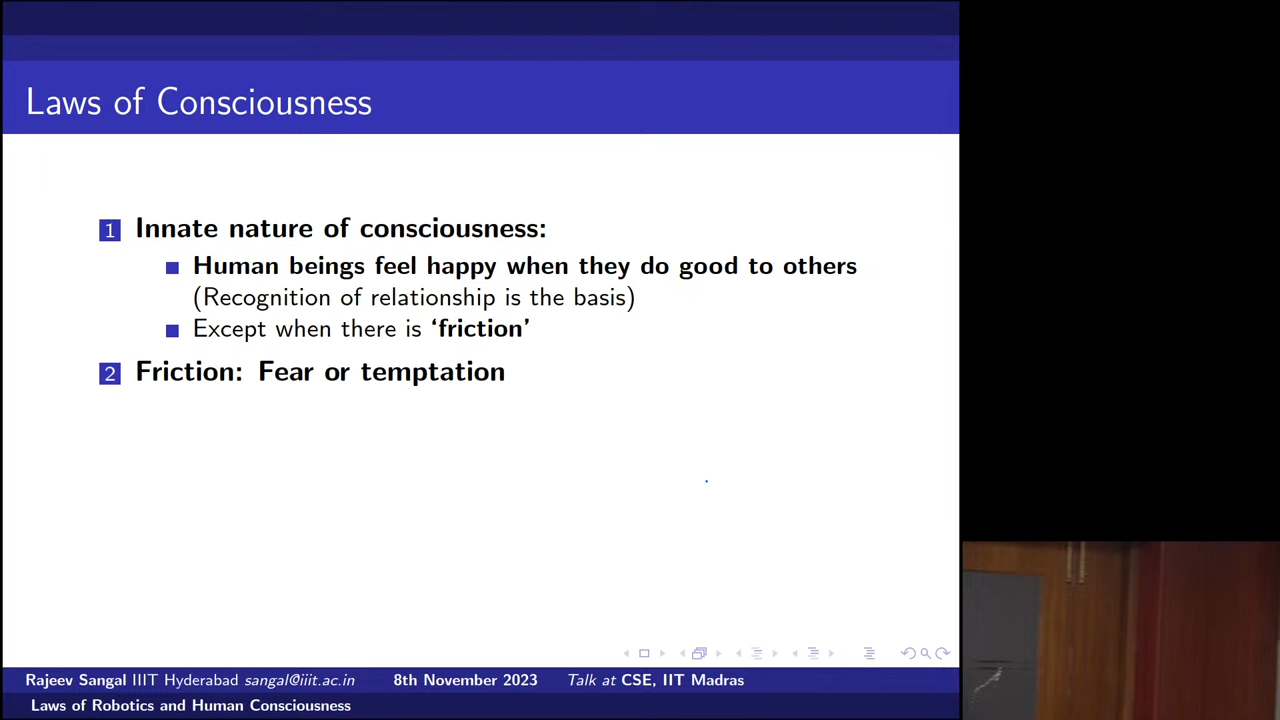 Laws of Consciousness
1 Innate nature of consciousness:
Human beings feel happy when they do good to others
(Recognition of relationship is the basis)
Except when there is ‘friction’
2 Friction: Fear or temptation
Rajeev Sangal IIIT Hyderabad sangal@iiit.ac.in 8th November 2023 Talk at CSE, IIT Madras
Laws of Robotics and Human Consciousness